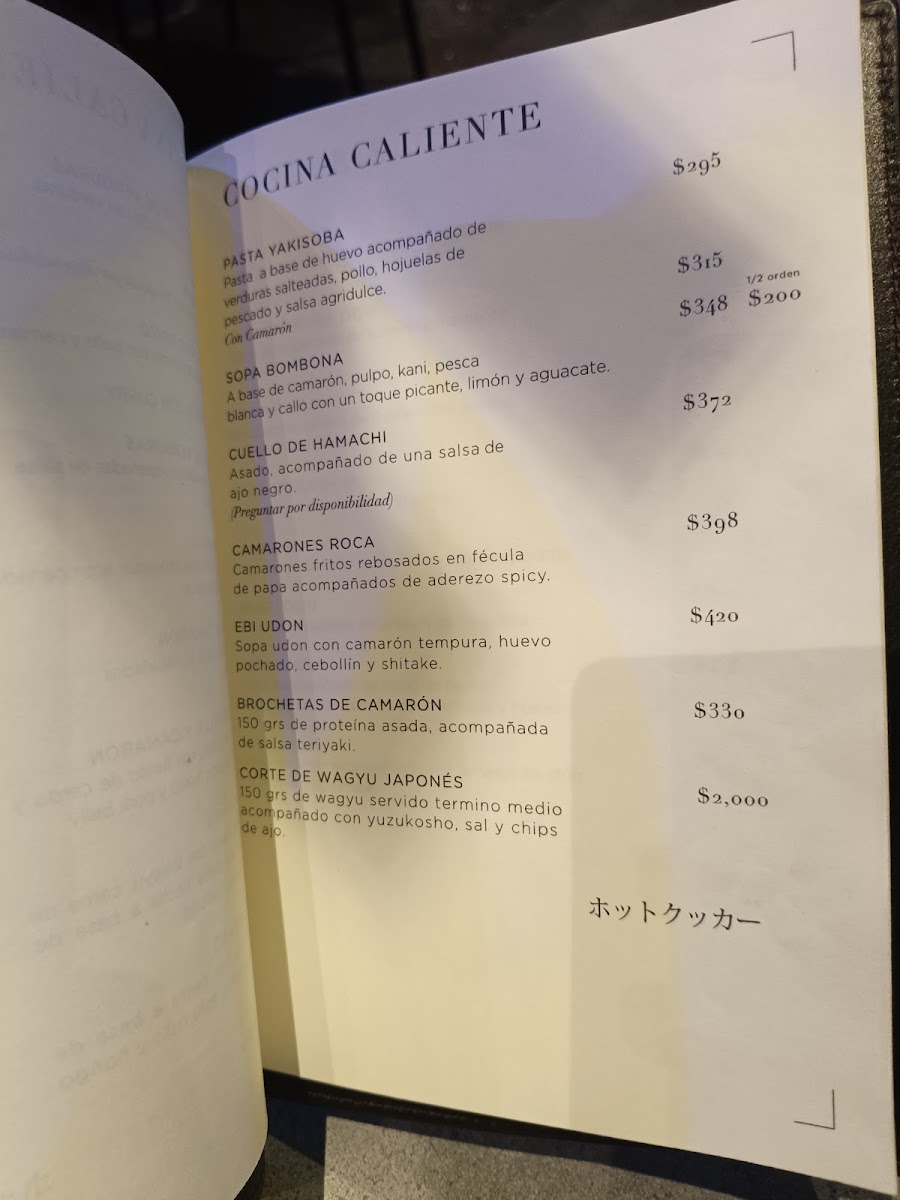 COCINA CALIENTE
PASTA YAKISOBA $295
Pasta a base de huevo acompañado de
verduras salteadas, pollo, hojuelas de
pescado y salsa agridulce.
Con Camarón $315
1/2 orden
SOPA BOMBONA $348 $200
A base de camarón, pulpo, kani, pesca
blanca y callo con un toque picante, limón y aguacate.
CUELLO DE HAMACHI $372
Asado, acompañado de una salsa de
ajo negro.
(Preguntar por disponibilidad)
CAMARONES ROCA $398
Camarones fritos rebosados en fécula
de papa acompañados de aderezo spicy.
EBI UDON $420
Sopa udon con camarón tempura, huevo
pochado, cebollín y shitake.
BROCHETAS DE CAMARÓN $330
150 grs de proteína asada, acompañada
de salsa teriyaki.
CORTE DE WAGYU JAPONÉS $2,000
150 grs de wagyu servido termino medio
acompañado con yuzukosho, sal y chips
de ajo.
ホットクッカー